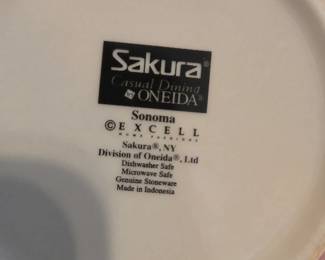 Sakura®
Casual Dining
by ONEIDA®
Sonoma
© EXCELL
HOME FASHIONS
Sakura®, NY
Division of Oneida®, Ltd
Dishwasher Safe
Microwave Safe
Genuine Stoneware
Made in Indonesia